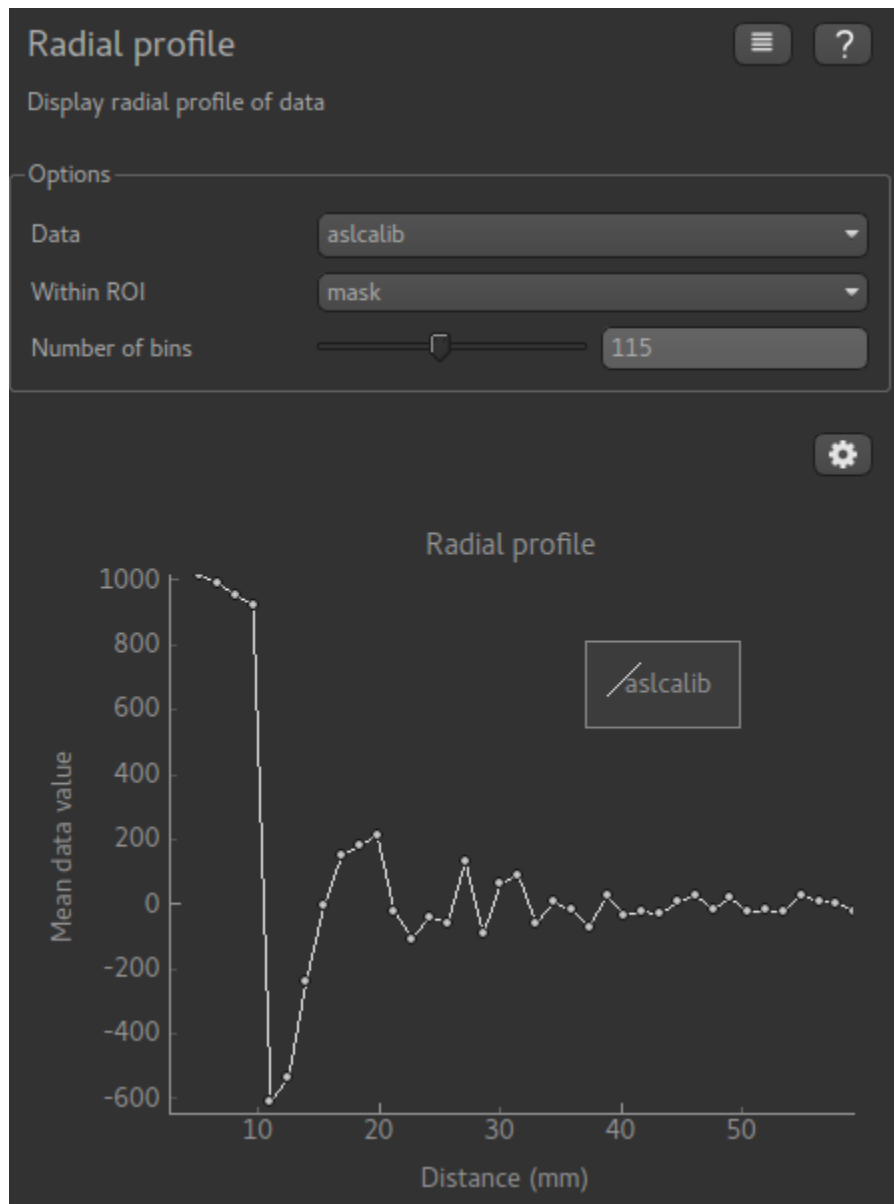 Radial profile
?
Display radial profile of data
Options
Data aslcalib
Within ROI mask
Number of bins 115
Radial profile
1000
800
600
400
200
0
-200
-400
-600
Mean data value
aslcalib
10 20 30 40 50
Distance (mm)